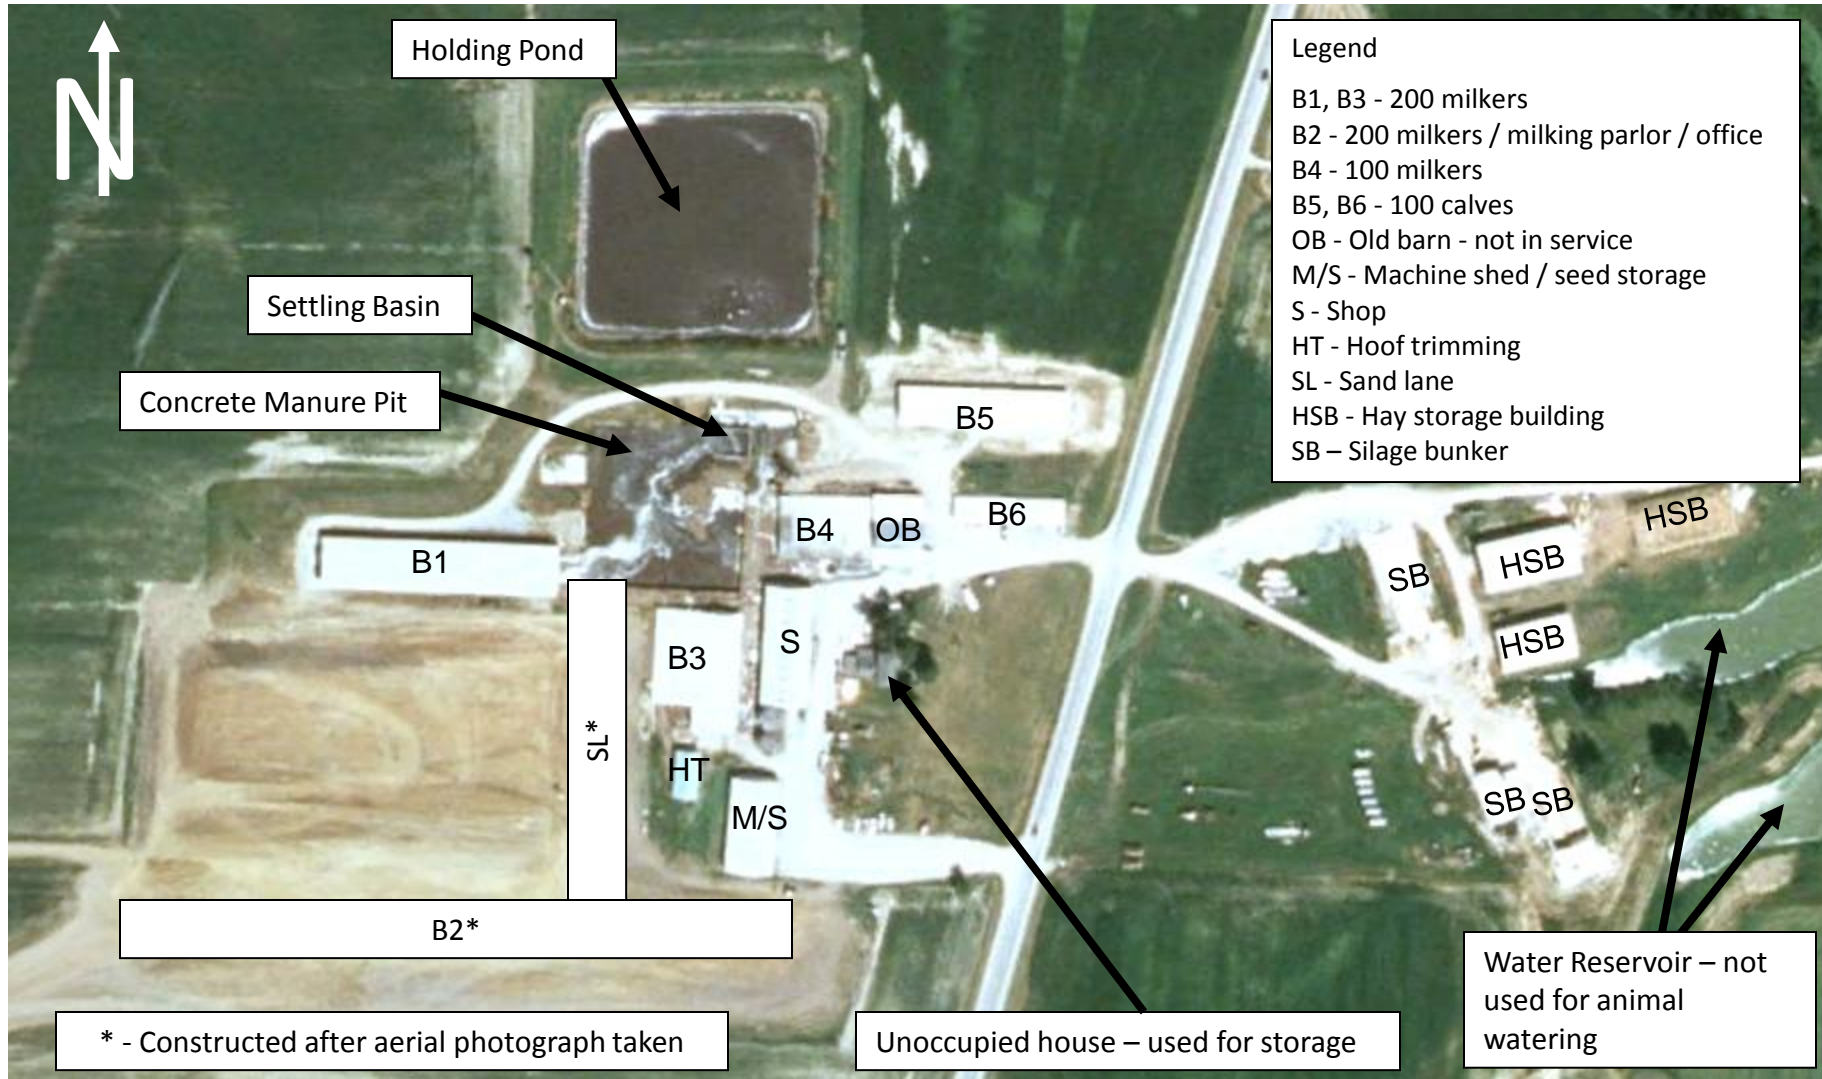 N
Holding Pond
Legend
B1, B3 - 200 milkers
B2 - 200 milkers / milking parlor / office
B4 - 100 milkers
B5, B6 - 100 calves
OB - Old barn - not in service
M/S - Machine shed / seed storage
S - Shop
HT - Hoof trimming
SL - Sand lane
HSB - Hay storage building
SB – Silage bunker
Settling Basin
Concrete Manure Pit
B5
B4
OB
B6
B1
HSB
HSB
SB
HSB
B3
S
SL*
HT
M/S
SB
SB
B2*
* - Constructed after aerial photograph taken
Unoccupied house – used for storage
Water Reservoir – not
used for animal
watering